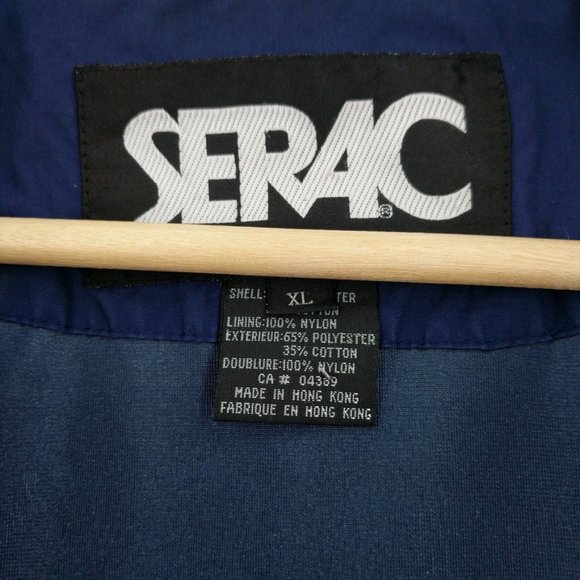 SERAC
®
XL
SHELL: TER
LINING:100% NYLON
EXTERIEUR:65% POLYESTER
35% COTTON
DOUBLURE:100% NYLON
CA # 04389
MADE IN HONG KONG
FABRIQUE EN HONG KONG